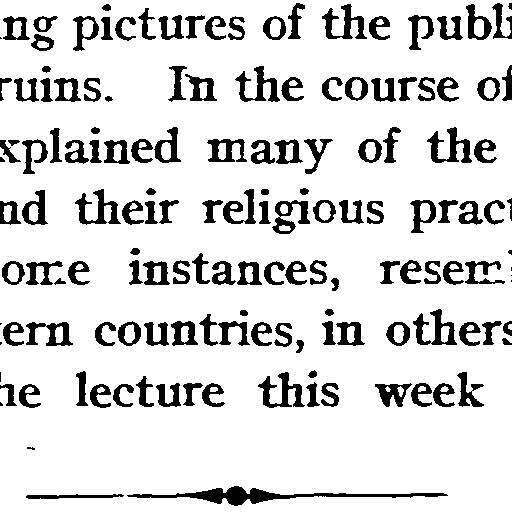 ng pictures of the publi
ruins. In the course of
xplained many of the
nd their religious pract
ome instances, resem
tern countries, in others
he lecture this week